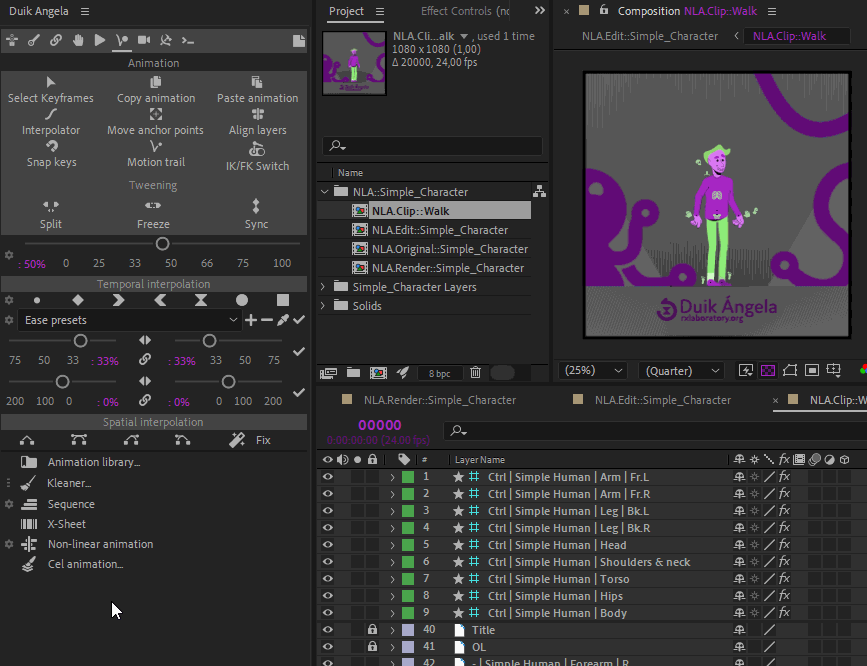 Duik Angela
Animation
Select Keyframes Copy animation Paste animation
Interpolator Move anchor points Align layers
Snap keys Motion trail IK/FK Switch
Tweening
Split Freeze Sync
: 50% 0 25 33 50 66 75 100
Temporal interpolation
Ease presets
75 50 33 : 33% : 33% 33 50 75
200 100 0 : 0% : 0% 0 100 200
Spatial interpolation
Fix
Animation library...
Kleaner...
Sequence
X-Sheet
Non-linear animation
Cel animation...
Project Effect Controls (no
NLA.Cli...alk , used 1 time
1080 x 1080 (1,00)
Δ 20000, 24,00 fps
Name
NLA::Simple_Character
NLA.Clip::Walk
NLA.Edit::Simple_Character
NLA.Original::Simple_Character
NLA.Render::Simple_Character
Simple_Character Layers
Solids
8 bpc
Composition NLA.Clip::Walk
NLA.Edit::Simple_Character NLA.Clip::Walk
Duik Ángela
rxlaboratory.org
(25%) (Quarter)
NLA.Render::Simple_Character NLA.Edit::Simple_Character NLA.Clip::W
00000
0:00:00:00 (24.00 fps)
# Layer Name
1 Ctrl | Simple Human | Arm | Fr.L
2 Ctrl | Simple Human | Arm | Fr.R
3 Ctrl | Simple Human | Leg | Bk.L
4 Ctrl | Simple Human | Leg | Bk.R
5 Ctrl | Simple Human | Head
6 Ctrl | Simple Human | Shoulders & neck
7 Ctrl | Simple Human | Torso
8 Ctrl | Simple Human | Hips
9 Ctrl | Simple Human | Body
40 Title
41 OL
42 - | Simple Human | Forearm | R